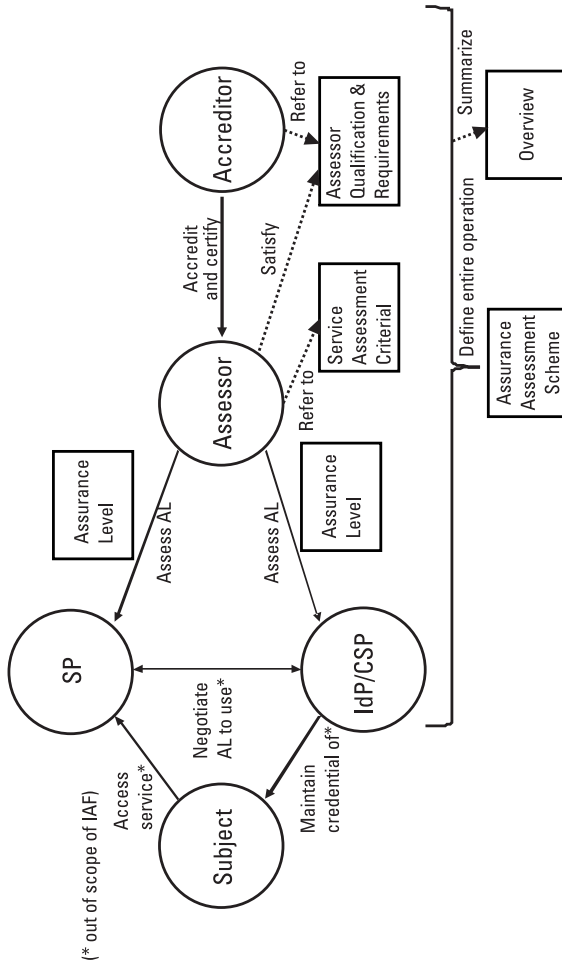 (* out of scope of IAF)
Subject
Access
service*
Maintain
credential of*
SP
Negotiate
AL to use*
IdP/CSP
Assurance
Level
Assess AL
Assess AL
Assurance
Level
Assessor
Refer to
Service
Assessment
Criterial
Accredit
and certify
Satisfy
Accreditor
Refer to
Assessor
Qualification &
Requirements
Define entire operation
Assurance
Assessment
Scheme
Summarize
Overview